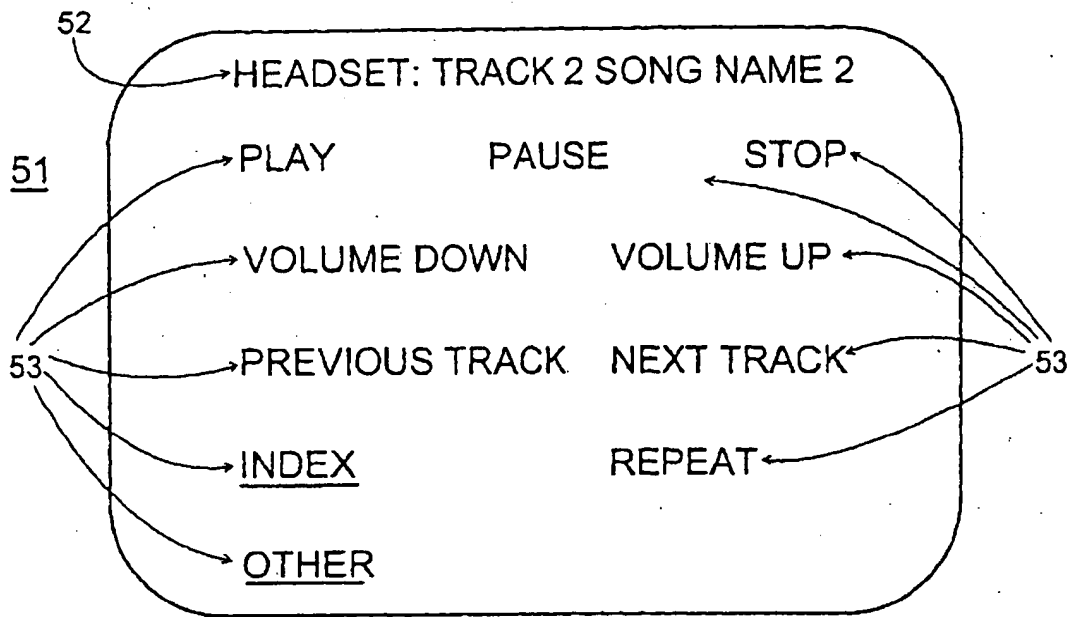 52
HEADSET: TRACK 2 SONG NAME 2
51
PLAY PAUSE STOP
VOLUME DOWN VOLUME UP
53 PREVIOUS TRACK NEXT TRACK 53
INDEX REPEAT
OTHER